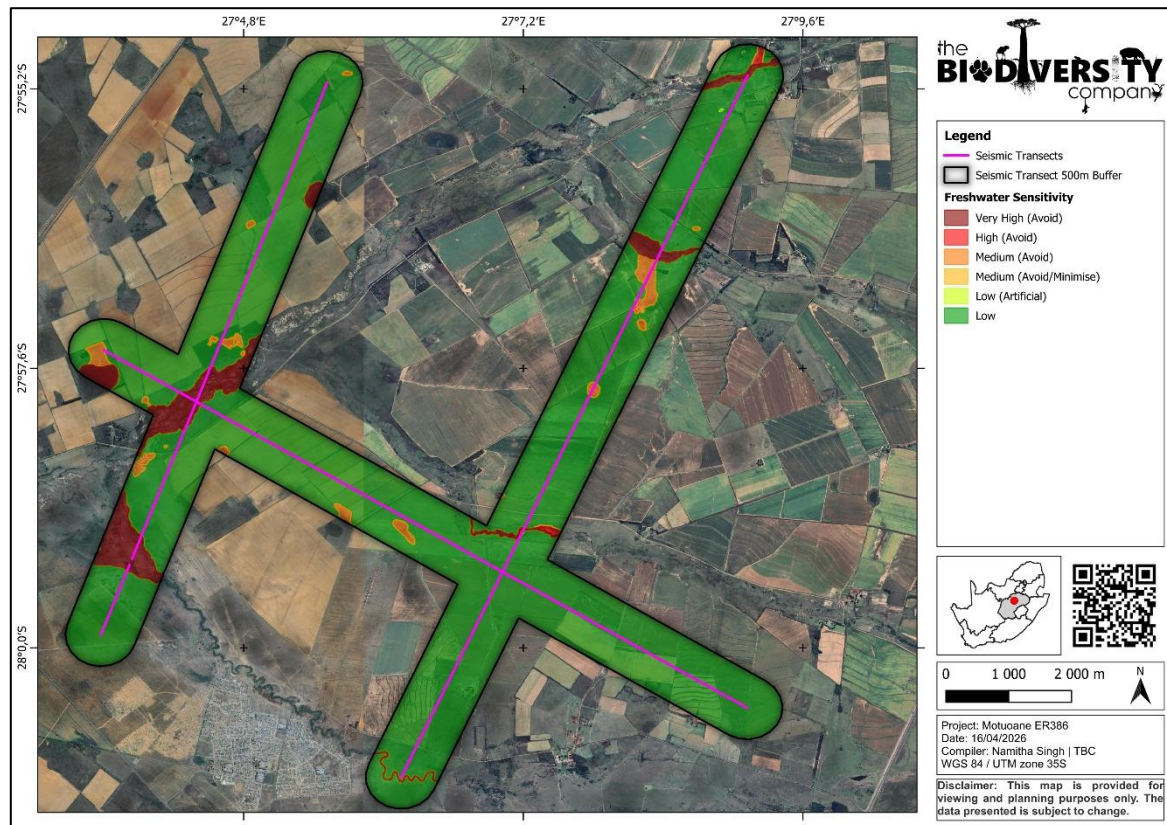 27°4,8'E
27°7,2'E
27°9,6'E
27°55,2'S
27°57,6'S
28°0,0'S
the
BIODIVERSITY
company
Legend
Seismic Transects
Seismic Transect 500m Buffer
Freshwater Sensitivity
Very High (Avoid)
High (Avoid)
Medium (Avoid)
Medium (Avoid/Minimise)
Low (Artificial)
Low
0 1 000 2 000 m
N
Project: Motuoane ER386
Date: 16/04/2026
Compiler: Namitha Singh | TBC
WGS 84 / UTM zone 35S
Disclaimer: This map is provided for
viewing and planning purposes only. The
data presented is subject to change.